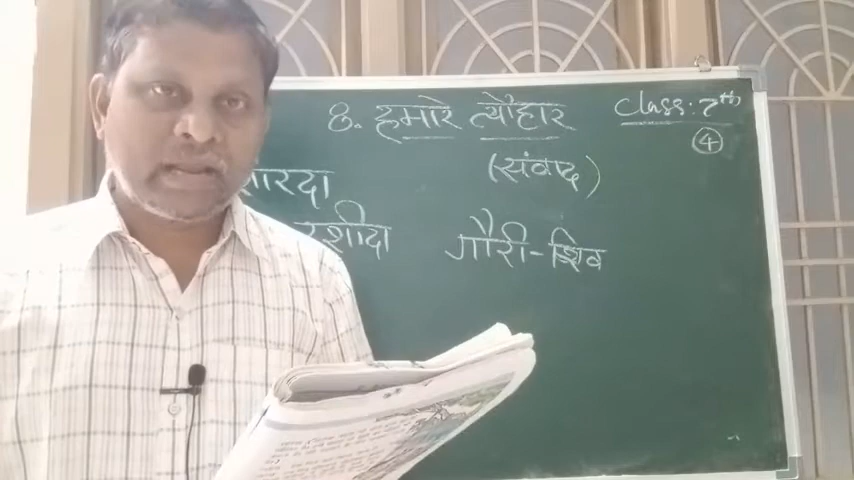 8. हमारे त्यौहार Class: 7th
④
(संवाद)
शारदा
रशीदा गौरी-शिव